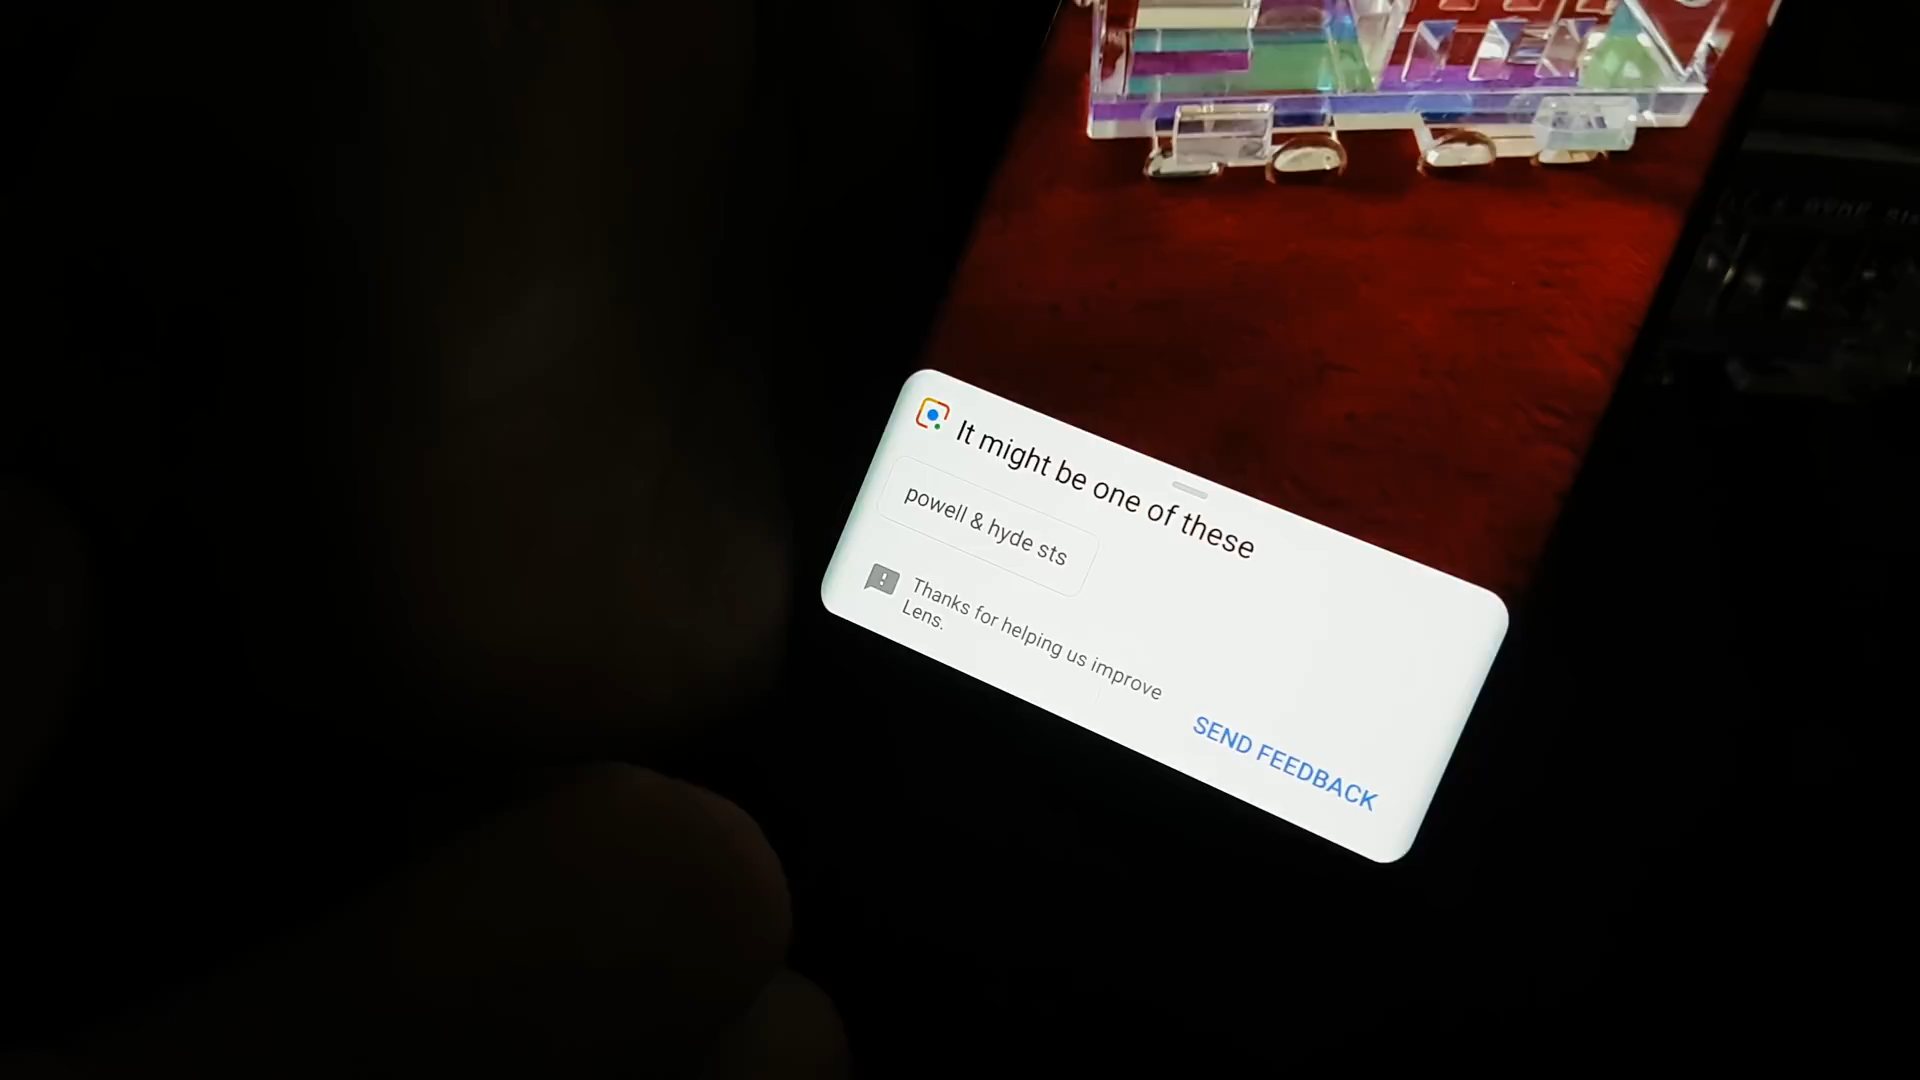 It might be one of these
powell & hyde sts
Thanks for helping us improve
Lens.
SEND FEEDBACK